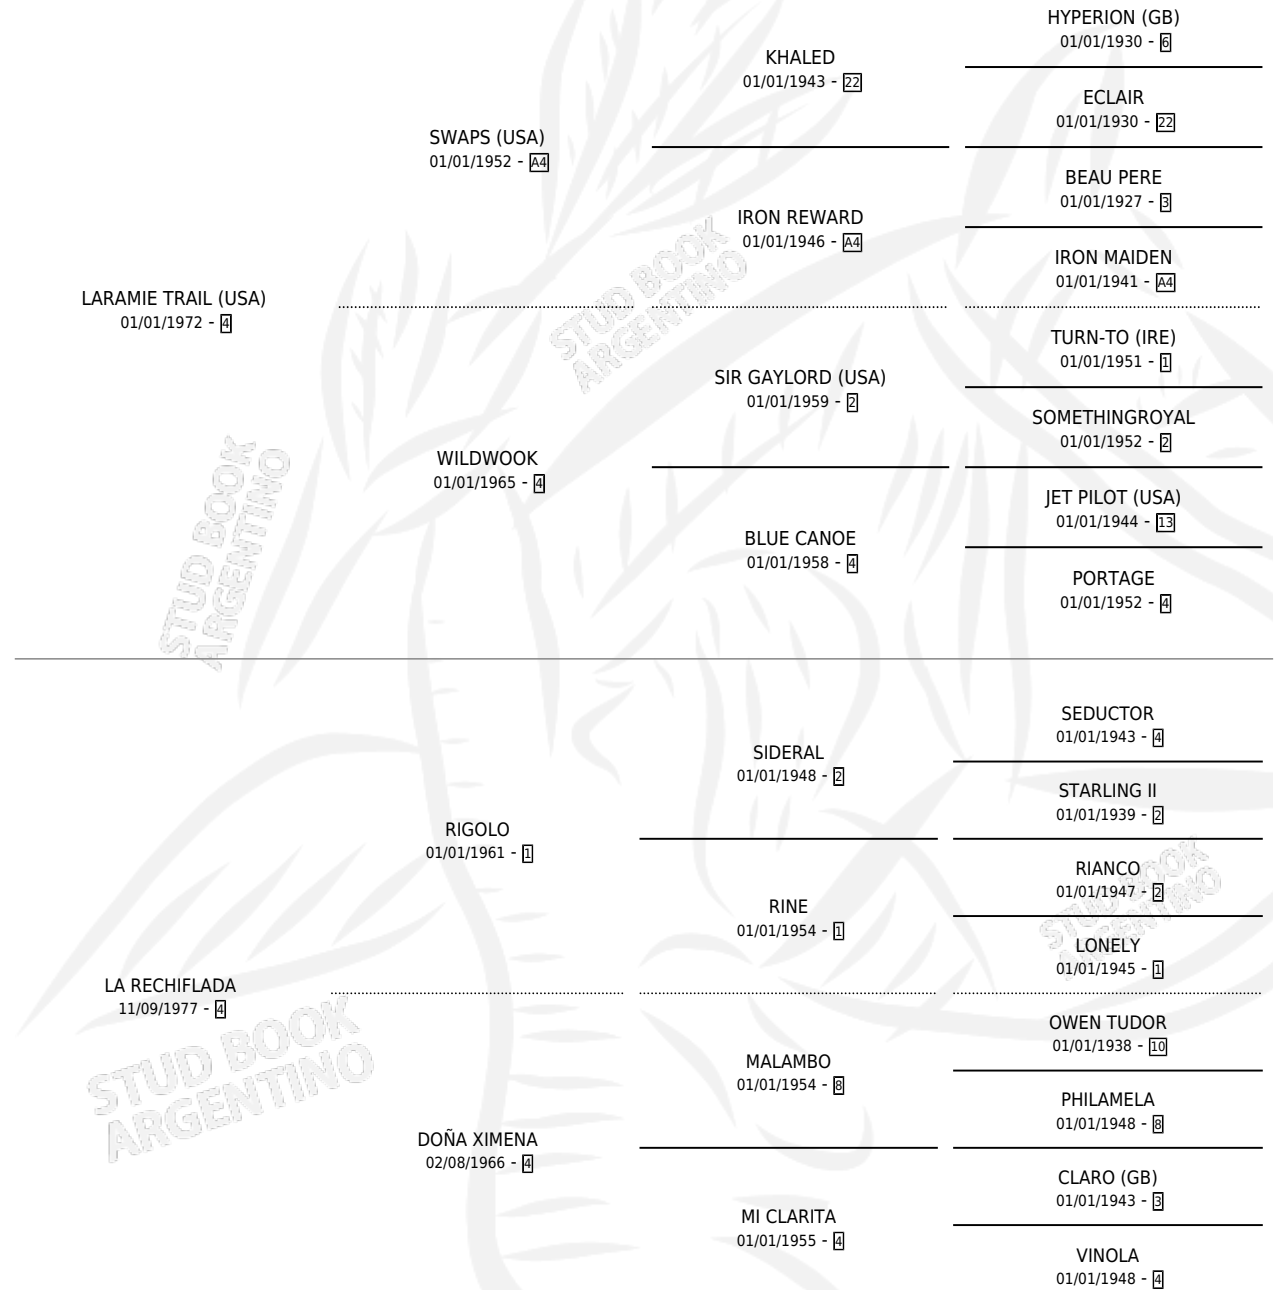 HYPERION (GB)
01/01/1930 - 6
KHALED
01/01/1943 - 22
ECLAIR
01/01/1930 - 22
SWAPS (USA)
01/01/1952 - A4
BEAU PERE
01/01/1927 - 3
IRON REWARD
01/01/1946 - A4
IRON MAIDEN
01/01/1941 - A4
LARAMIE TRAIL (USA)
01/01/1972 - 4
TURN-TO (IRE)
01/01/1951 - 1
SIR GAYLORD (USA)
01/01/1959 - 2
SOMETHINGROYAL
01/01/1952 - 2
WILDWOOK
01/01/1965 - 4
JET PILOT (USA)
01/01/1944 - 13
BLUE CANOE
01/01/1958 - 4
PORTAGE
01/01/1952 - 4
STUD BOOK
ARGENTINO
STUD BOOK
ARGENTINO
SEDUCTOR
01/01/1943 - 4
SIDERAL
01/01/1948 - 2
STARLING II
01/01/1939 - 2
RIGOLO
01/01/1961 - 1
RIANCO
01/01/1947 - 2
RINE
01/01/1954 - 1
LONELY
01/01/1945 - 1
STUD BOOK
ARGENTINO
LA RECHIFLADA
11/09/1977 - 4
OWEN TUDOR
01/01/1938 - 10
MALAMBO
01/01/1954 - 8
PHILAMELA
01/01/1948 - 8
STUD BOOK
ARGENTINO
DOÑA XIMENA
02/08/1966 - 4
CLARO (GB)
01/01/1943 - 3
MI CLARITA
01/01/1955 - 4
VINOLA
01/01/1948 - 4